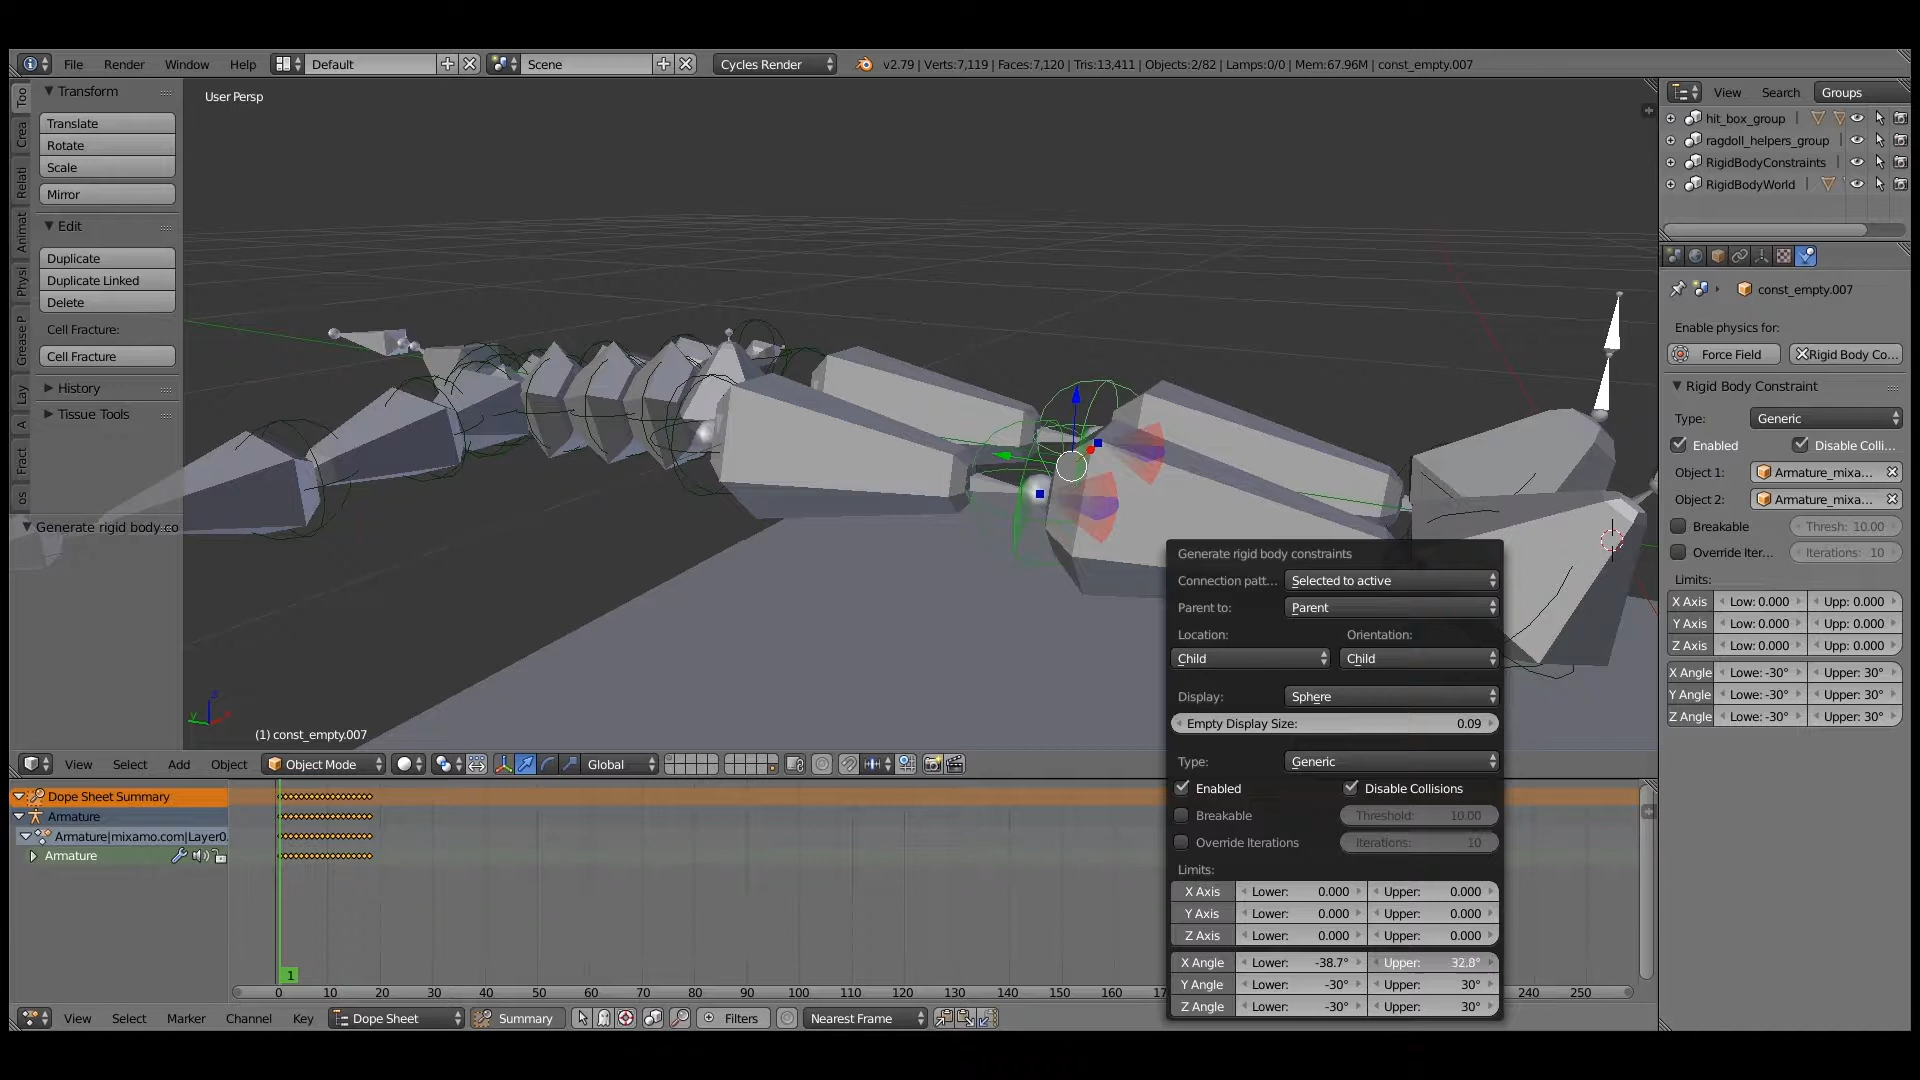 File Render Window Help Default Scene Cycles Render v2.79 | Verts:7,119 | Faces:7,120 | Tris:13,411 | Objects:2/82 | Lamps:0/0 | Mem:67.96M | const_empty.007
Too
Crea
Relati
Animat
Physi
Grease P
Lay
A
Fract
os
Transform
Translate
Rotate
Scale
Mirror
Edit
Duplicate
Duplicate Linked
Delete
Cell Fracture:
Cell Fracture
History
Tissue Tools
Generate rigid body co
User Persp
(1) const_empty.007
View Select Add Object Object Mode Global
View Search Groups
hit_box_group
ragdoll_helpers_group
RigidBodyConstraints
RigidBodyWorld
const_empty.007
Enable physics for:
Force Field Rigid Body Co...
Rigid Body Constraint
Type: Generic
Enabled Disable Colli...
Object 1: Armature_mixa...
Object 2: Armature_mixa...
Breakable Thresh: 10.00
Override Iter... Iterations: 10
Limits:
X Axis Low: 0.000 Upp: 0.000
Y Axis Low: 0.000 Upp: 0.000
Z Axis Low: 0.000 Upp: 0.000
X Angle Lowe: -30° Upper: 30°
Y Angle Lowe: -30° Upper: 30°
Z Angle Lowe: -30° Upper: 30°
Generate rigid body constraints
Connection patt... Selected to active
Parent to: Parent
Location: Orientation:
Child Child
Display: Sphere
Empty Display Size: 0.09
Type: Generic
Enabled Disable Collisions
Breakable Threshold: 10.00
Override Iterations Iterations: 10
Limits:
X Axis Lower: 0.000 Upper: 0.000
Y Axis Lower: 0.000 Upper: 0.000
Z Axis Lower: 0.000 Upper: 0.000
X Angle Lower: -38.7° Upper: 32.8°
Y Angle Lower: -30° Upper: 30°
Z Angle Lower: -30° Upper: 30°
Dope Sheet Summary
Armature
Armature|mixamo.com|Layer0
Armature
1
0 10 20 30 40 50 60 70 80 90 100 110 120 130 140 150 160 17 240 250
View Select Marker Channel Key Dope Sheet Summary Filters Nearest Frame